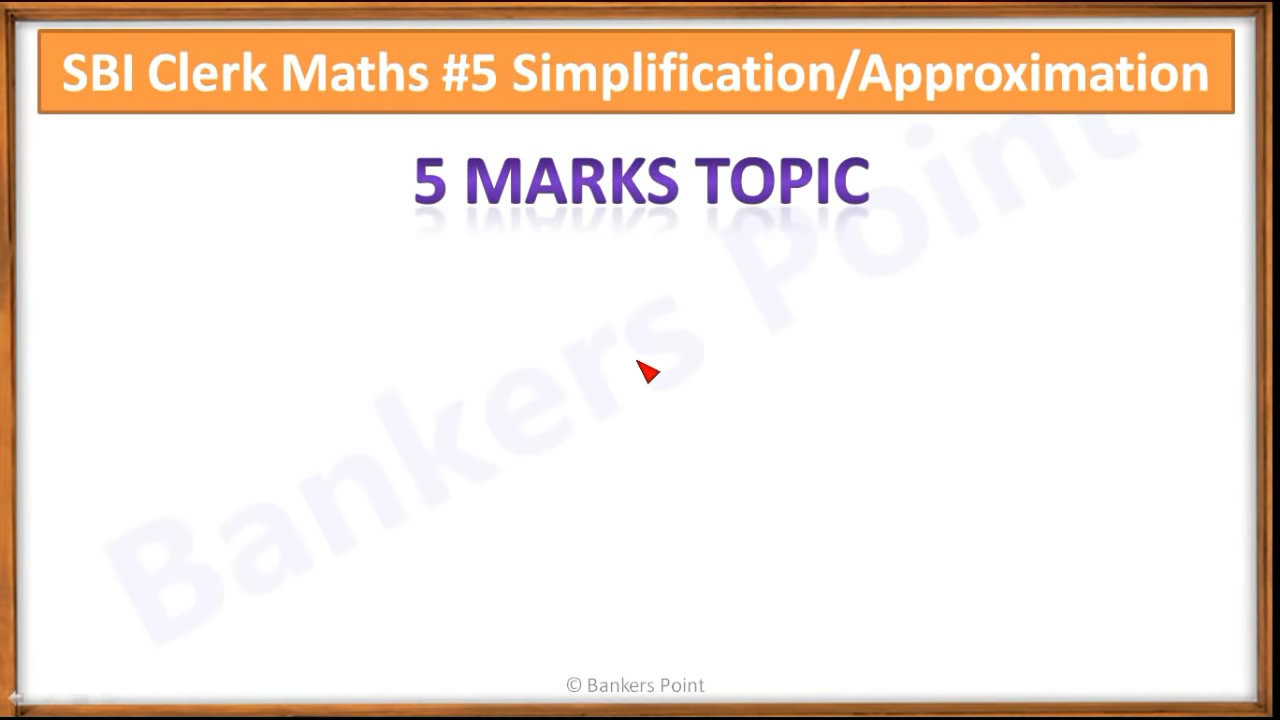 SBI Clerk Maths #5 Simplification/Approximation
5 MARKS TOPIC
Bankers Point
© Bankers Point